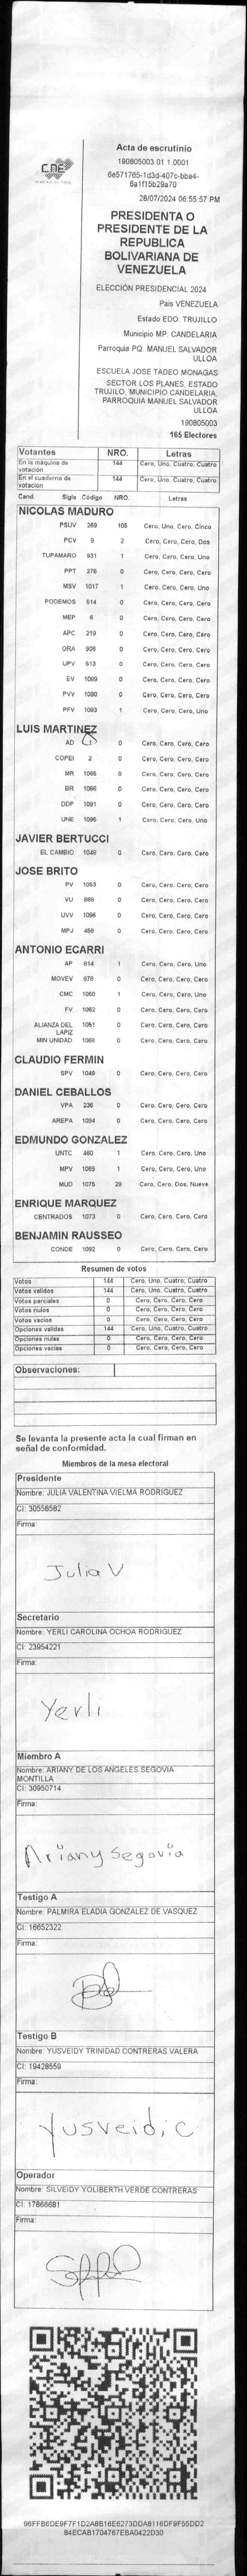 CNE
Acta de escrutinio
190805003.01.1.0001
6e571765-1d3d-407c-bba4-
6a1f15b29a70
28/07/2024 06:55:57 PM
PRESIDENTA O
PRESIDENTE DE LA
REPUBLICA
BOLIVARIANA DE
VENEZUELA
ELECCIÓN PRESIDENCIAL 2024
País VENEZUELA
Estado EDO. TRUJILLO
Municipio MP. CANDELARIA
Parroquia PQ. MANUEL SALVADOR
ULLOA
ESCUELA JOSE TADEO MONAGAS
SECTOR LOS PLANES, ESTADO
TRUJILO, MUNICIPIO CANDELARIA,
PARROQUIA MANUEL SALVADOR
ULLOA
190805003
165 Electores
Votantes NRO. Letras
En la máquina de votación 144 Cero, Uno, Cuatro, Cuatro
En el cuaderno de votación 144 Cero, Uno, Cuatro, Cuatro
Cand. Sigla Código NRO. Letras
NICOLAS MADURO
PSUV 269 105 Cero, Uno, Cero, Cinco
PCV 9 2 Cero, Cero, Cero, Dos
TUPAMARO 931 1 Cero, Cero, Cero, Uno
PPT 276 0 Cero, Cero, Cero, Cero
MSV 1017 1 Cero, Cero, Cero, Uno
PODEMOS 514 0 Cero, Cero, Cero, Cero
MEP 6 0 Cero, Cero, Cero, Cero
APC 219 0 Cero, Cero, Cero, Cero
ORA 906 0 Cero, Cero, Cero, Cero
UPV 513 0 Cero, Cero, Cero, Cero
EV 1089 0 Cero, Cero, Cero, Cero
PVV 1090 0 Cero, Cero, Cero, Cero
PFV 1093 1 Cero, Cero, Cero, Uno
LUIS MARTINEZ
AD 1 0 Cero, Cero, Cero, Cero
COPEI 2 0 Cero, Cero, Cero, Cero
MR 1065 0 Cero, Cero, Cero, Cero
BR 1066 0 Cero, Cero, Cero, Cero
DDP 1091 0 Cero, Cero, Cero, Cero
UNE 1095 1 Cero, Cero, Cero, Uno
JAVIER BERTUCCI
EL CAMBIO 1048 0 Cero, Cero, Cero, Cero
JOSE BRITO
PV 1053 0 Cero, Cero, Cero, Cero
VU 868 0 Cero, Cero, Cero, Cero
UVV 1096 0 Cero, Cero, Cero, Cero
MPJ 458 0 Cero, Cero, Cero, Cero
ANTONIO ECARRI
AP 814 1 Cero, Cero, Cero, Uno
MOVEV 876 0 Cero, Cero, Cero, Cero
CMC 1050 1 Cero, Cero, Cero, Uno
FV 1062 0 Cero, Cero, Cero, Cero
ALIANZA DEL LAPIZ 1051 0 Cero, Cero, Cero, Cero
MIN UNIDAD 1069 0 Cero, Cero, Cero, Cero
CLAUDIO FERMIN
SPV 1049 0 Cero, Cero, Cero, Cero
DANIEL CEBALLOS
VPA 236 0 Cero, Cero, Cero, Cero
AREPA 1094 0 Cero, Cero, Cero, Cero
EDMUNDO GONZALEZ
UNTC 460 1 Cero, Cero, Cero, Uno
MPV 1069 1 Cero, Cero, Cero, Uno
MUD 1075 29 Cero, Cero, Dos, Nueve
ENRIQUE MARQUEZ
CENTRADOS 1073 0 Cero, Cero, Cero, Cero
BENJAMIN RAUSSEO
CONDE 1092 0 Cero, Cero, Cero, Cero
Resumen de votos
Votos 144 Cero, Uno, Cuatro, Cuatro
Votos válidos 144 Cero, Uno, Cuatro, Cuatro
Votos parciales 0 Cero, Cero, Cero, Cero
Votos nulos 0 Cero, Cero, Cero, Cero
Votos vacíos 0 Cero, Cero, Cero, Cero
Opciones válidas 144 Cero, Uno, Cuatro, Cuatro
Opciones nulas 0 Cero, Cero, Cero, Cero
Opciones vacías 0 Cero, Cero, Cero, Cero
Observaciones:
Se levanta la presente acta la cual firman en
señal de conformidad.
Miembros de la mesa electoral
Presidente
Nombre: JULIA VALENTINA VIELMA RODRIGUEZ
CI: 30558582
Firma:
Julia V
Secretario
Nombre: YERLI CAROLINA OCHOA RODRIGUEZ
CI: 23954221
Firma:
Yerli
Miembro A
Nombre: ARIANY DE LOS ANGELES SEGOVIA
MONTILLA
CI: 30950714
Firma:
Ariany Segovia
Testigo A
Nombre: PALMIRA ELADIA GONZALEZ DE VASQUEZ
CI: 16652322
Firma:
Testigo B
Nombre: YUSVEIDY TRINIDAD CONTRERAS VALERA
CI: 19428559
Firma:
Yusveidi C
Operador
Nombre: SILVEIDY YOLIBERTH VERDE CONTRERAS
CI: 17866681
Firma:
96FFB6DE9F7F1D2A8B16E6273DDA8116DF9F55DD2
84ECAB1704767EBA0422D30